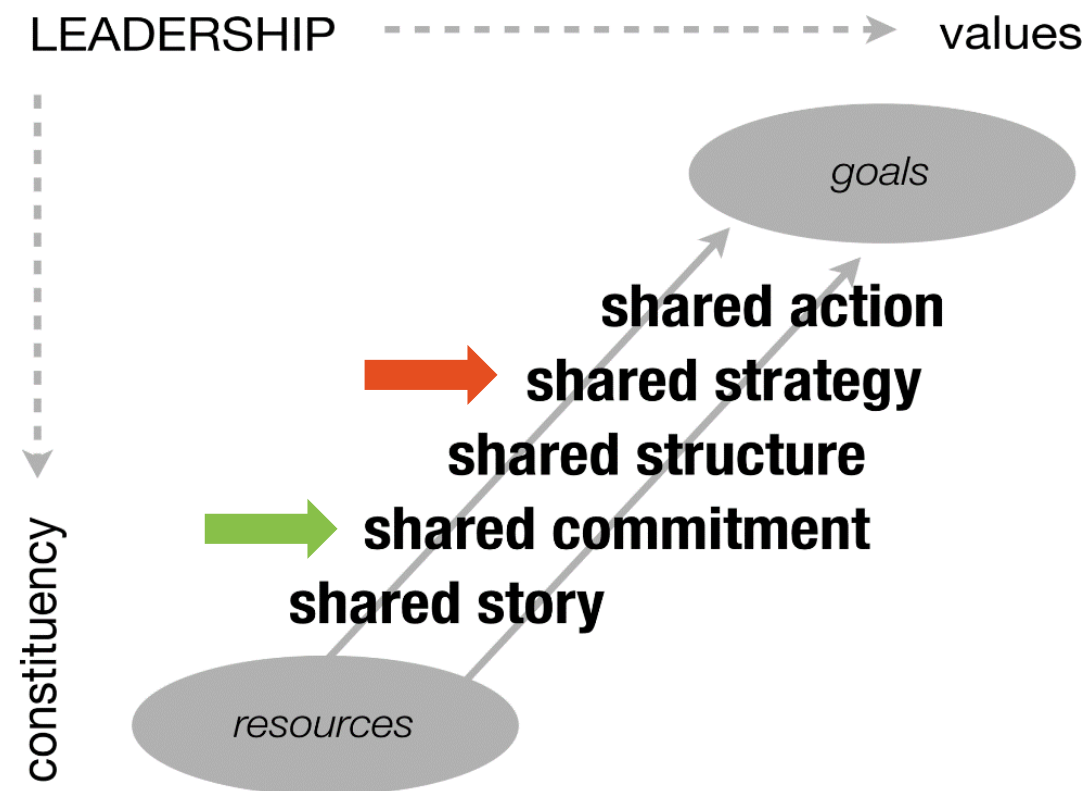 LEADERSHIP
values
goals
shared action
shared strategy
shared structure
shared commitment
shared story
constituency
resources